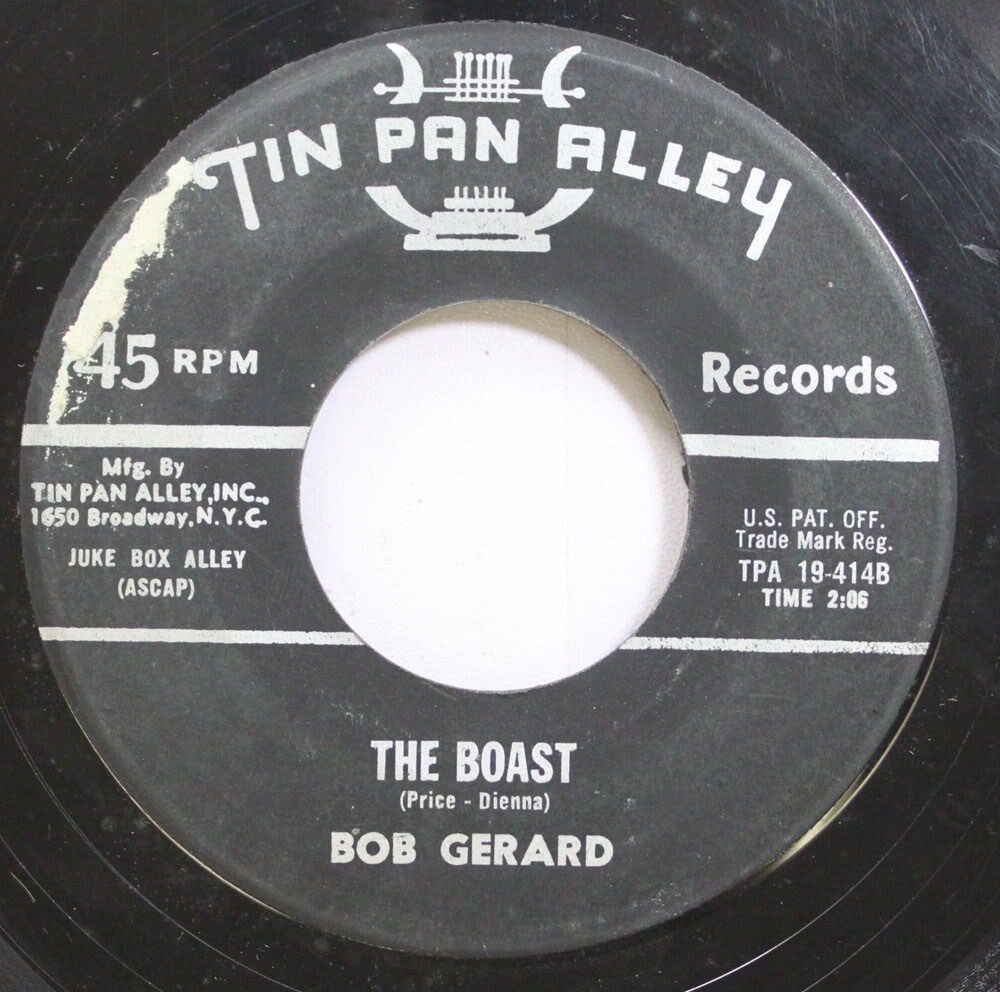 TIN PAN ALLEY
45 RPM
Records
Mfg. By
TIN PAN ALLEY, INC.,
1650 Broadway, N.Y.C.
JUKE BOX ALLEY
(ASCAP)
U.S. PAT. OFF.
Trade Mark Reg.
TPA 19-414B
TIME 2:06
THE BOAST
(Price - Dienna)
BOB GERARD